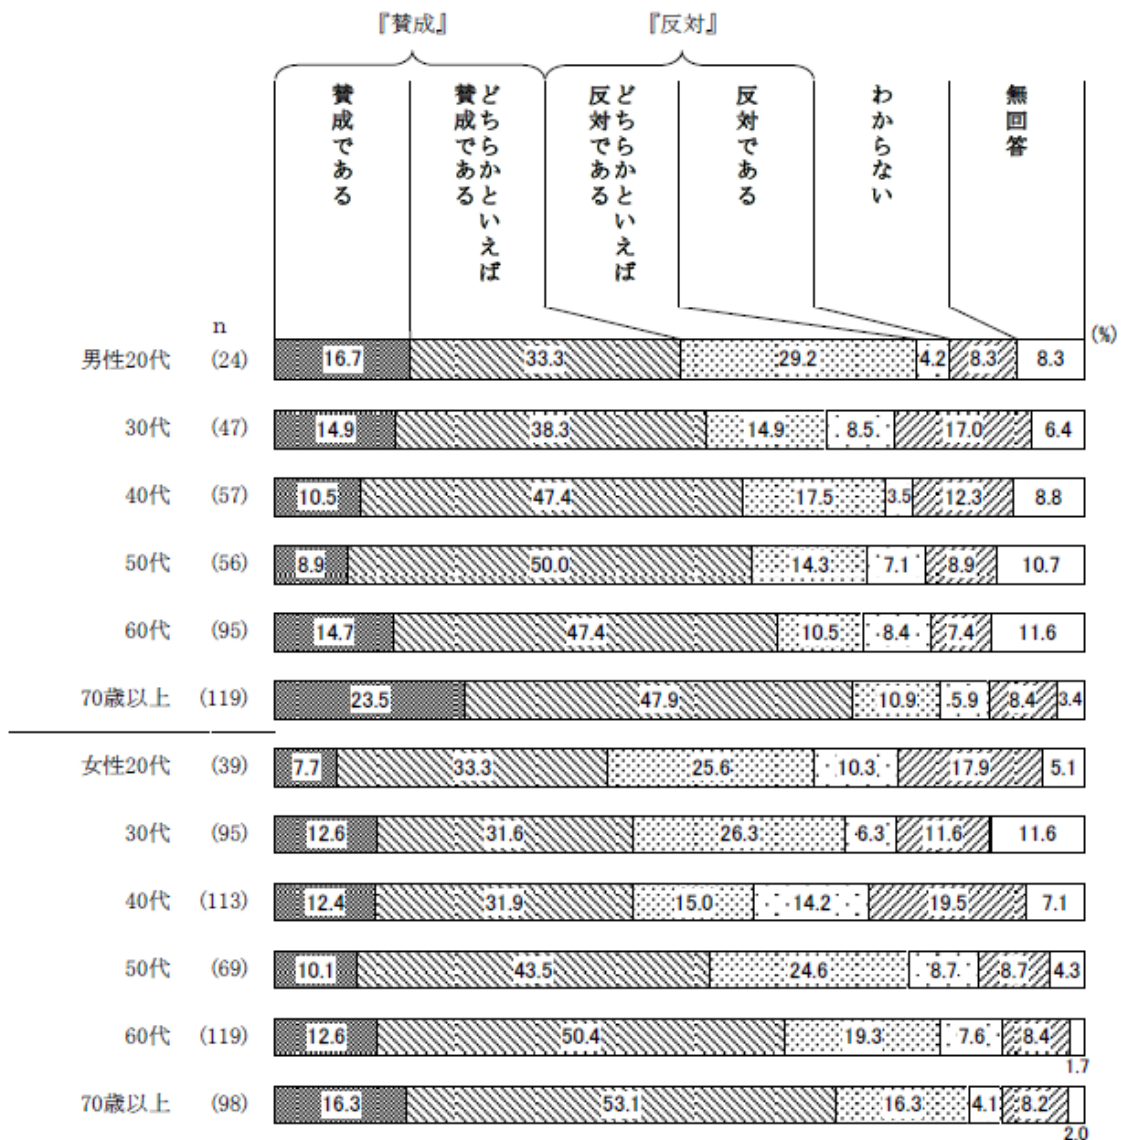 『賛成』 『反対』
賛成である
どちらかといえば
賛成である
どちらかといえば
反対である
反対である
わからない
無回答
n
(%)
男性20代 (24) 16.7 33.3 29.2 4.2 8.3 8.3
30代 (47) 14.9 38.3 14.9 8.5 17.0 6.4
40代 (57) 10.5 47.4 17.5 3.5 12.3 8.8
50代 (56) 8.9 50.0 14.3 7.1 8.9 10.7
60代 (95) 14.7 47.4 10.5 8.4 7.4 11.6
70歳以上 (119) 23.5 47.9 10.9 5.9 8.4 3.4
女性20代 (39) 7.7 33.3 25.6 10.3 17.9 5.1
30代 (95) 12.6 31.6 26.3 6.3 11.6 11.6
40代 (113) 12.4 31.9 15.0 14.2 19.5 7.1
50代 (69) 10.1 43.5 24.6 8.7 8.7 4.3
60代 (119) 12.6 50.4 19.3 7.6 8.4
1.7
70歳以上 (98) 16.3 53.1 16.3 4.1 8.2
2.0